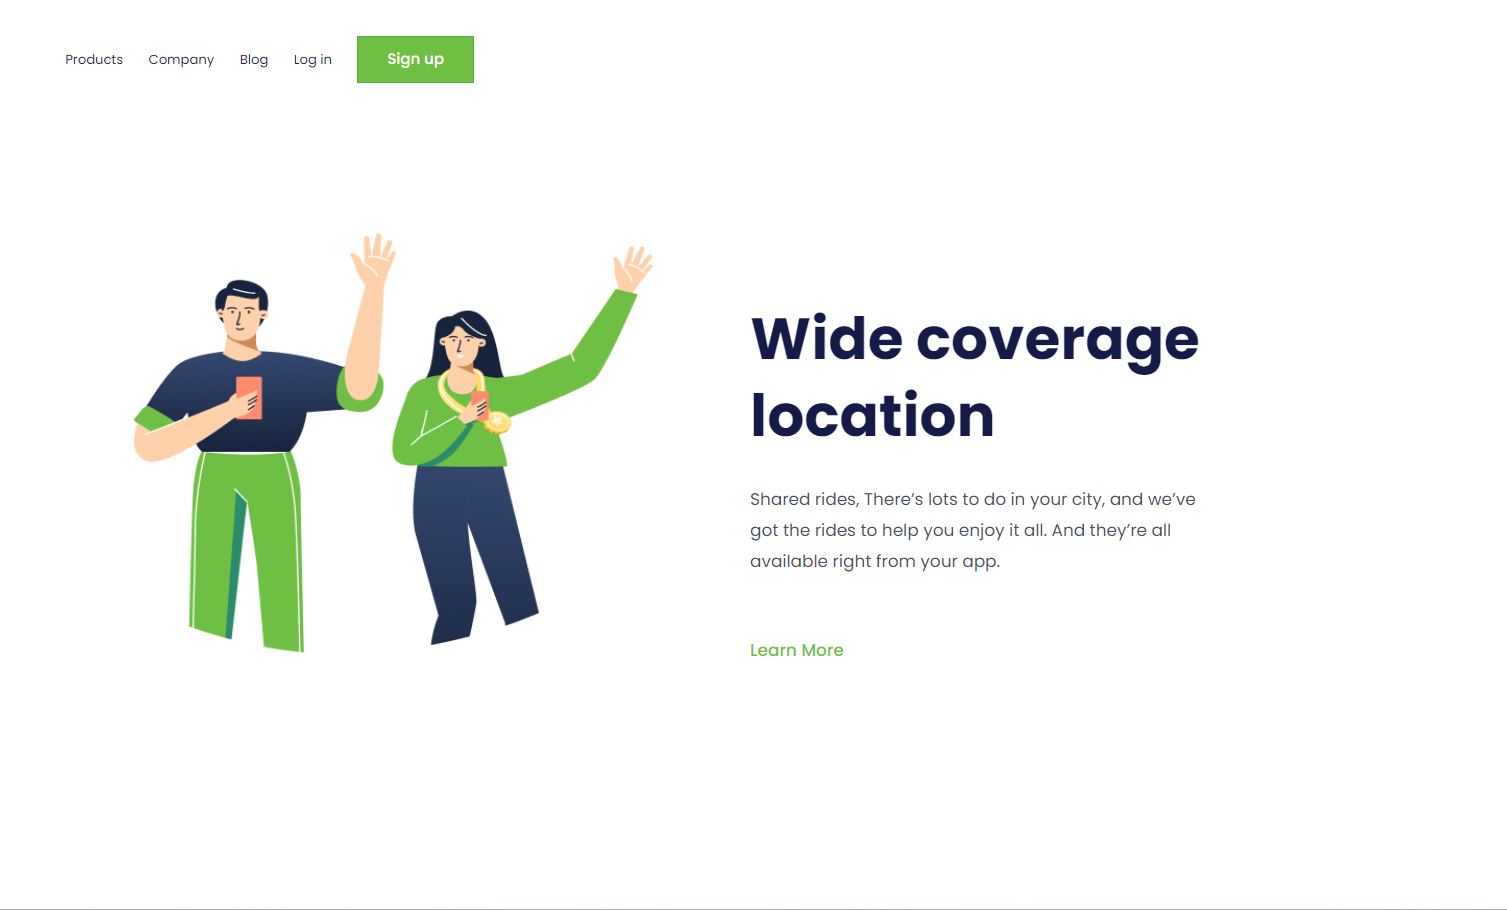 Products Company Blog Log in Sign up
Wide coverage
location
Shared rides, There’s lots to do in your city, and we’ve
got the rides to help you enjoy it all. And they’re all
available right from your app.
Learn More